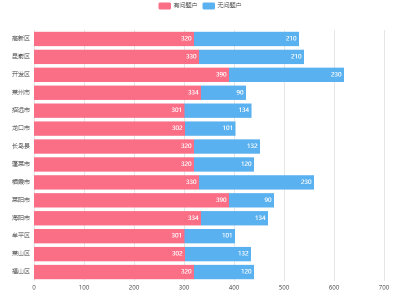 有问题户 无问题户
高新区 320 210
昆嵛区 330 210
开发区 390 230
莱州市 334 90
招远市 301 134
龙口市 302 101
长岛县 320 132
蓬莱市 320 120
栖霞市 330 230
莱阳市 390 90
海阳市 334 134
牟平区 301 101
莱山区 302 132
福山区 320 120
0 100 200 300 400 500 600 700